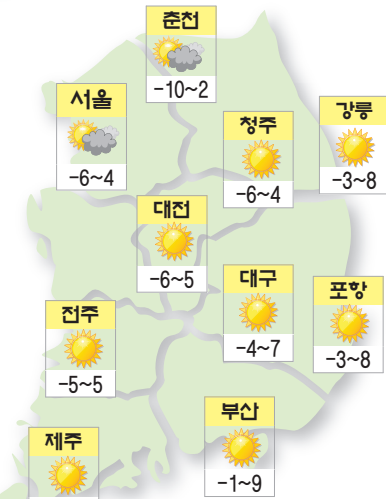 춘천
-10~2
서울
-6~4
청주
-6~4
강릉
-3~8
대전
-6~5
대구
-4~7
포항
-3~8
전주
-5~5
부산
-1~9
제주